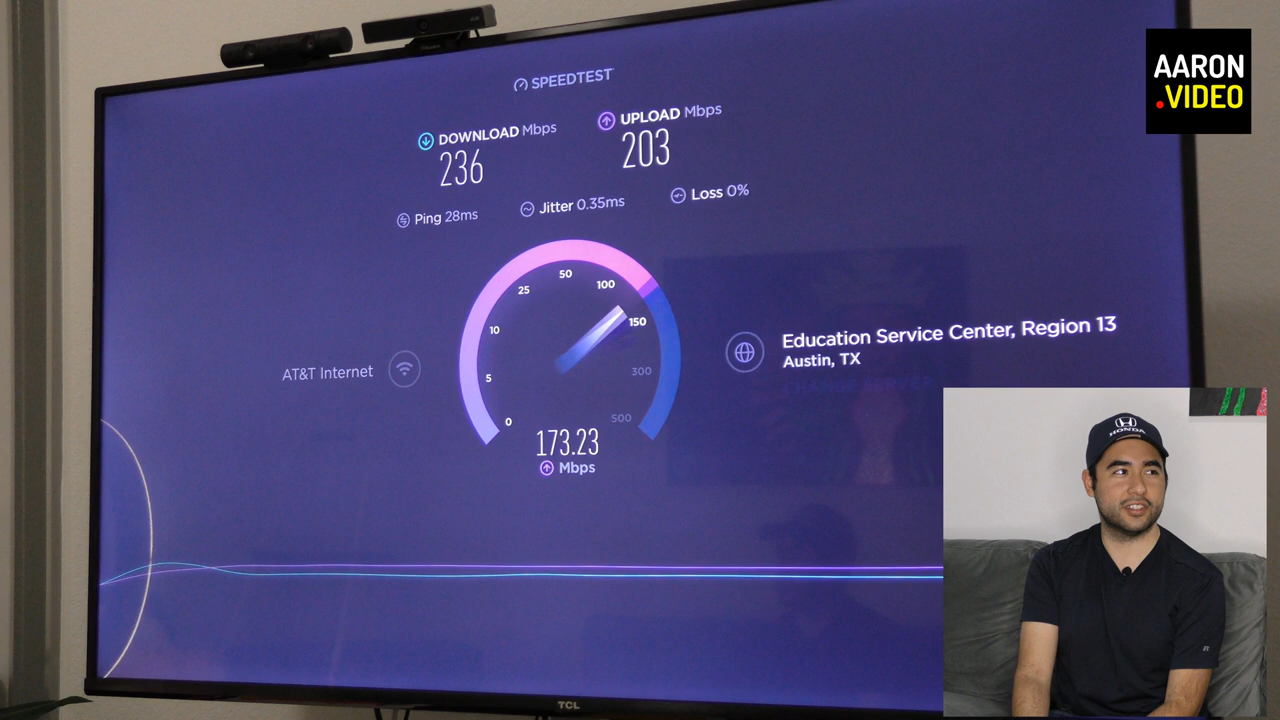 AARON
.VIDEO
SPEEDTEST
DOWNLOAD Mbps
236
UPLOAD Mbps
203
Ping 28ms
Jitter 0.35ms
Loss 0%
0
5
10
25
50
100
150
300
500
173.23
Mbps
AT&T Internet
Education Service Center, Region 13
Austin, TX
CHANGE SERVER
HONDA
R
TCL